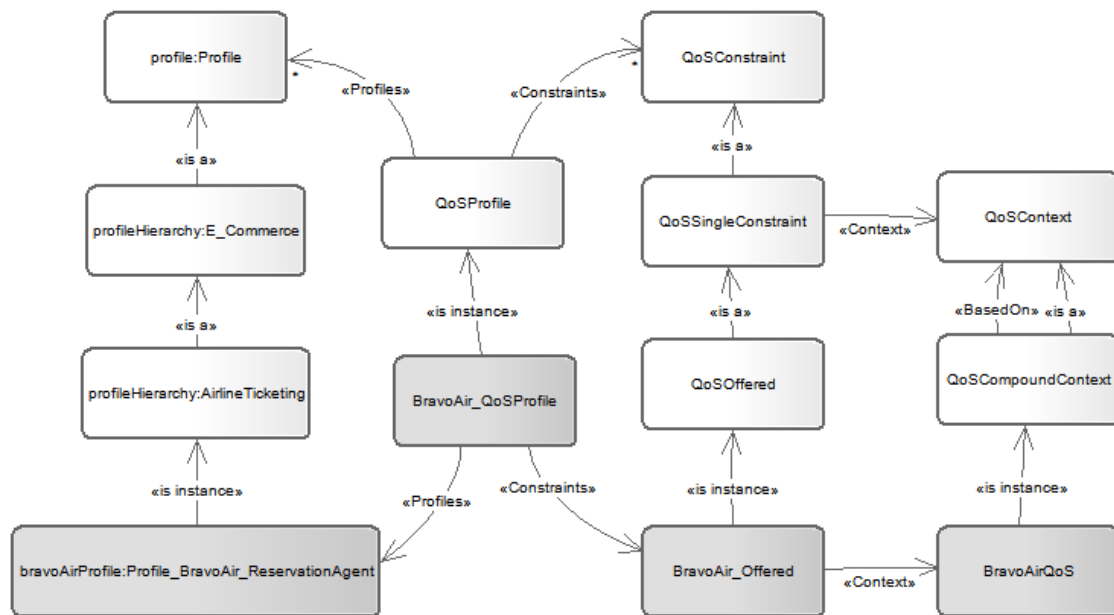 profile:Profile
QoSConstraint
*
*
«Profiles»
«Constraints»
«is a»
«is a»
QoSProfile
profileHierarchy:E_Commerce
QoSSingleConstraint
QoSContext
«Context»
«is instance»
«is a»
«is a»
«BasedOn»
«is a»
profileHierarchy:AirlineTicketing
BravoAir_QoSProfile
QoSOffered
QoSCompoundContext
«is instance»
«Profiles»
«Constraints»
«is instance»
«is instance»
bravoAirProfile:Profile_BravoAir_ReservationAgent
BravoAir_Offered
«Context»
BravoAirQoS